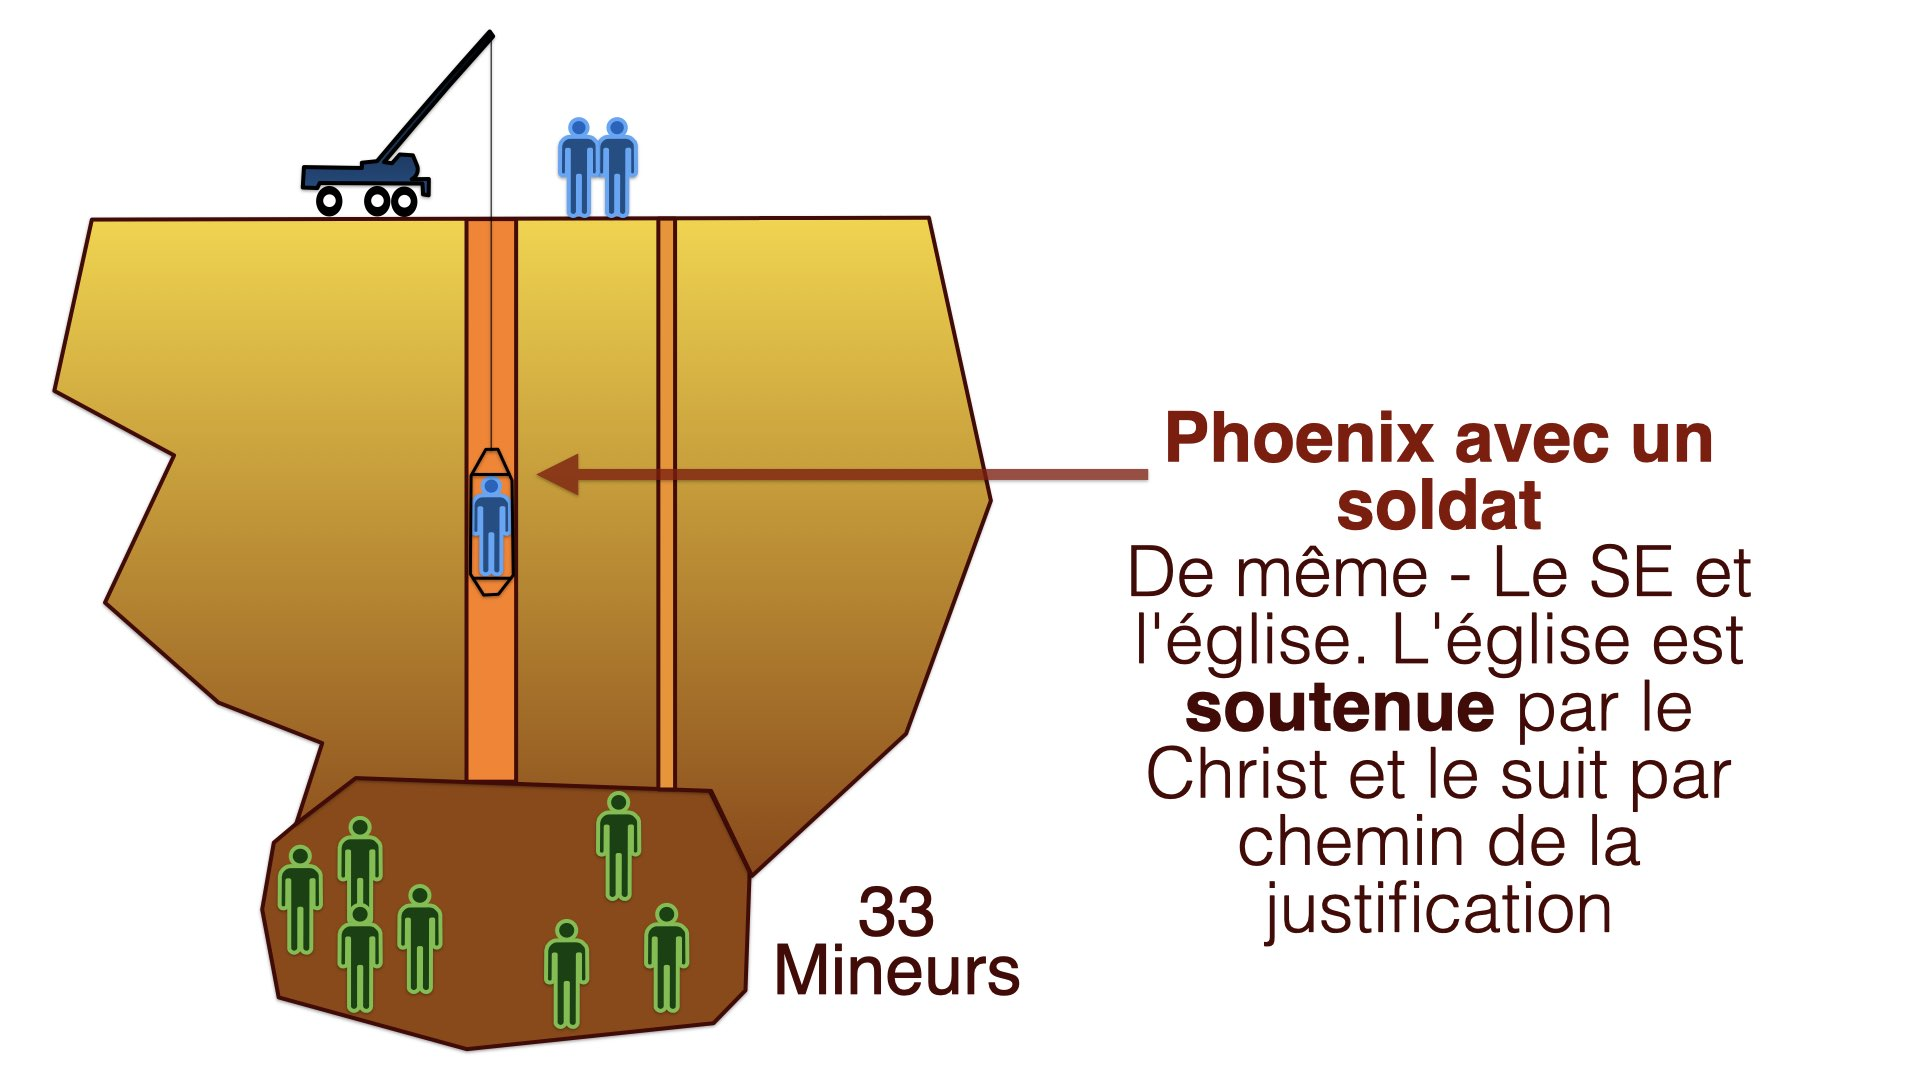 Phoenix avec un
soldat
De même - Le SE et
l'église. L'église est
soutenue par le
Christ et le suit par
chemin de la
justification
33
Mineurs